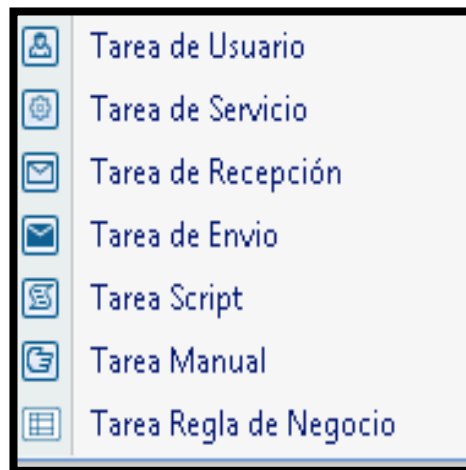 Tarea de Usuario
Tarea de Servicio
Tarea de Recepción
Tarea de Envio
Tarea Script
Tarea Manual
Tarea Regla de Negocio